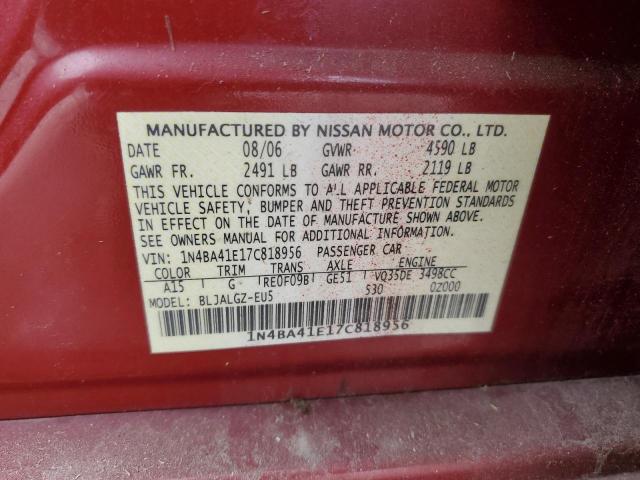 MANUFACTURED BY NISSAN MOTOR CO., LTD.
DATE 08/06 GVWR 4590 LB
GAWR FR. 2491 LB GAWR RR. 2119 LB
THIS VEHICLE CONFORMS TO ALL APPLICABLE FEDERAL MOTOR
VEHICLE SAFETY, BUMPER AND THEFT PREVENTION STANDARDS
IN EFFECT ON THE DATE OF MANUFACTURE SHOWN ABOVE.
SEE OWNERS MANUAL FOR ADDITIONAL INFORMATION.
VIN: 1N4BA41E17C818956 PASSENGER CAR
COLOR TRIM TRANS AXLE ENGINE
A15 G RE0F09B GE51 VQ35DE 3498CC
MODEL: BLJALGZ-EU5 530 0Z000
1N4BA41E17C818956